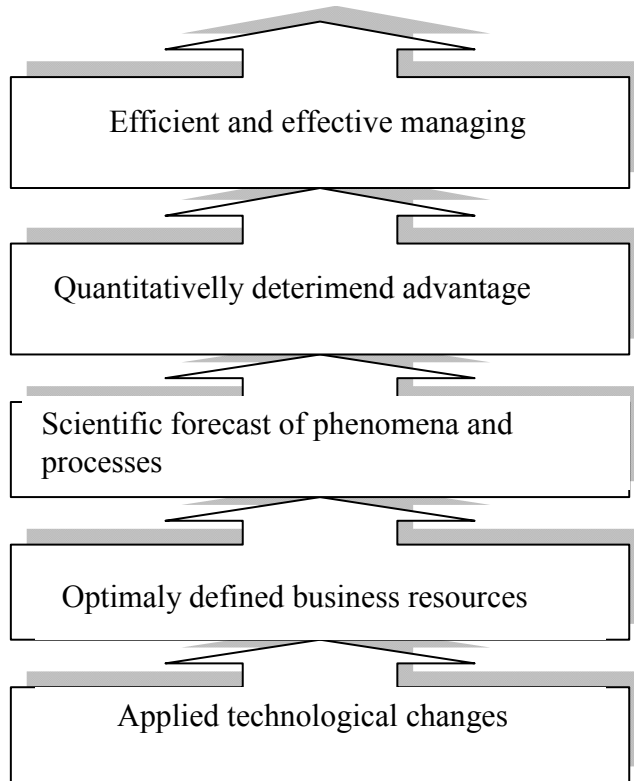 Efficient and effective managing
Quantitativelly deterimend advantage
Scientific forecast of phenomena and
processes
Optimaly defined business resources
Applied technological changes